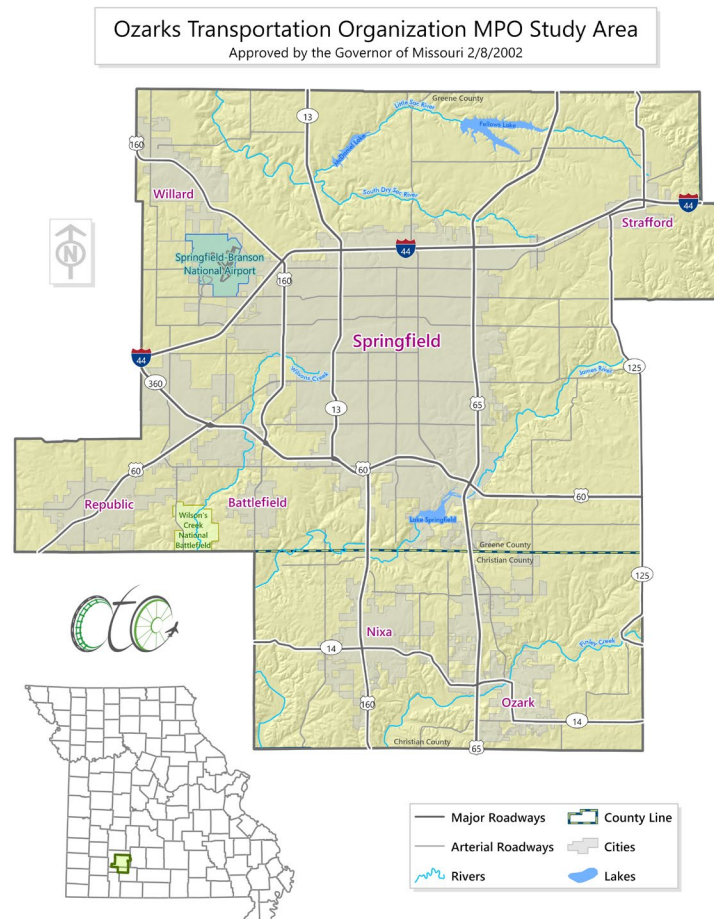 Ozarks Transportation Organization MPO Study Area
Approved by the Governor of Missouri 2/8/2002
Greene County
Little Sac River
13
Fellows Lake
McDaniel Lake
160
Willard
South Dry Sac River
44
Strafford
N
44
Springfield-Branson
National Airport
160
Springfield
44
125
James River
Wilsons Creek
360
13
65
60
60
60
Republic
Battlefield
Wilson's
Creek
National
Battlefield
Lake Springfield
Greene County
Christian County
125
Nixa
Finley Creek
14
Ozark
160
14
Christian County
65
oto
Major Roadways
County Line
Arterial Roadways
Cities
Rivers
Lakes